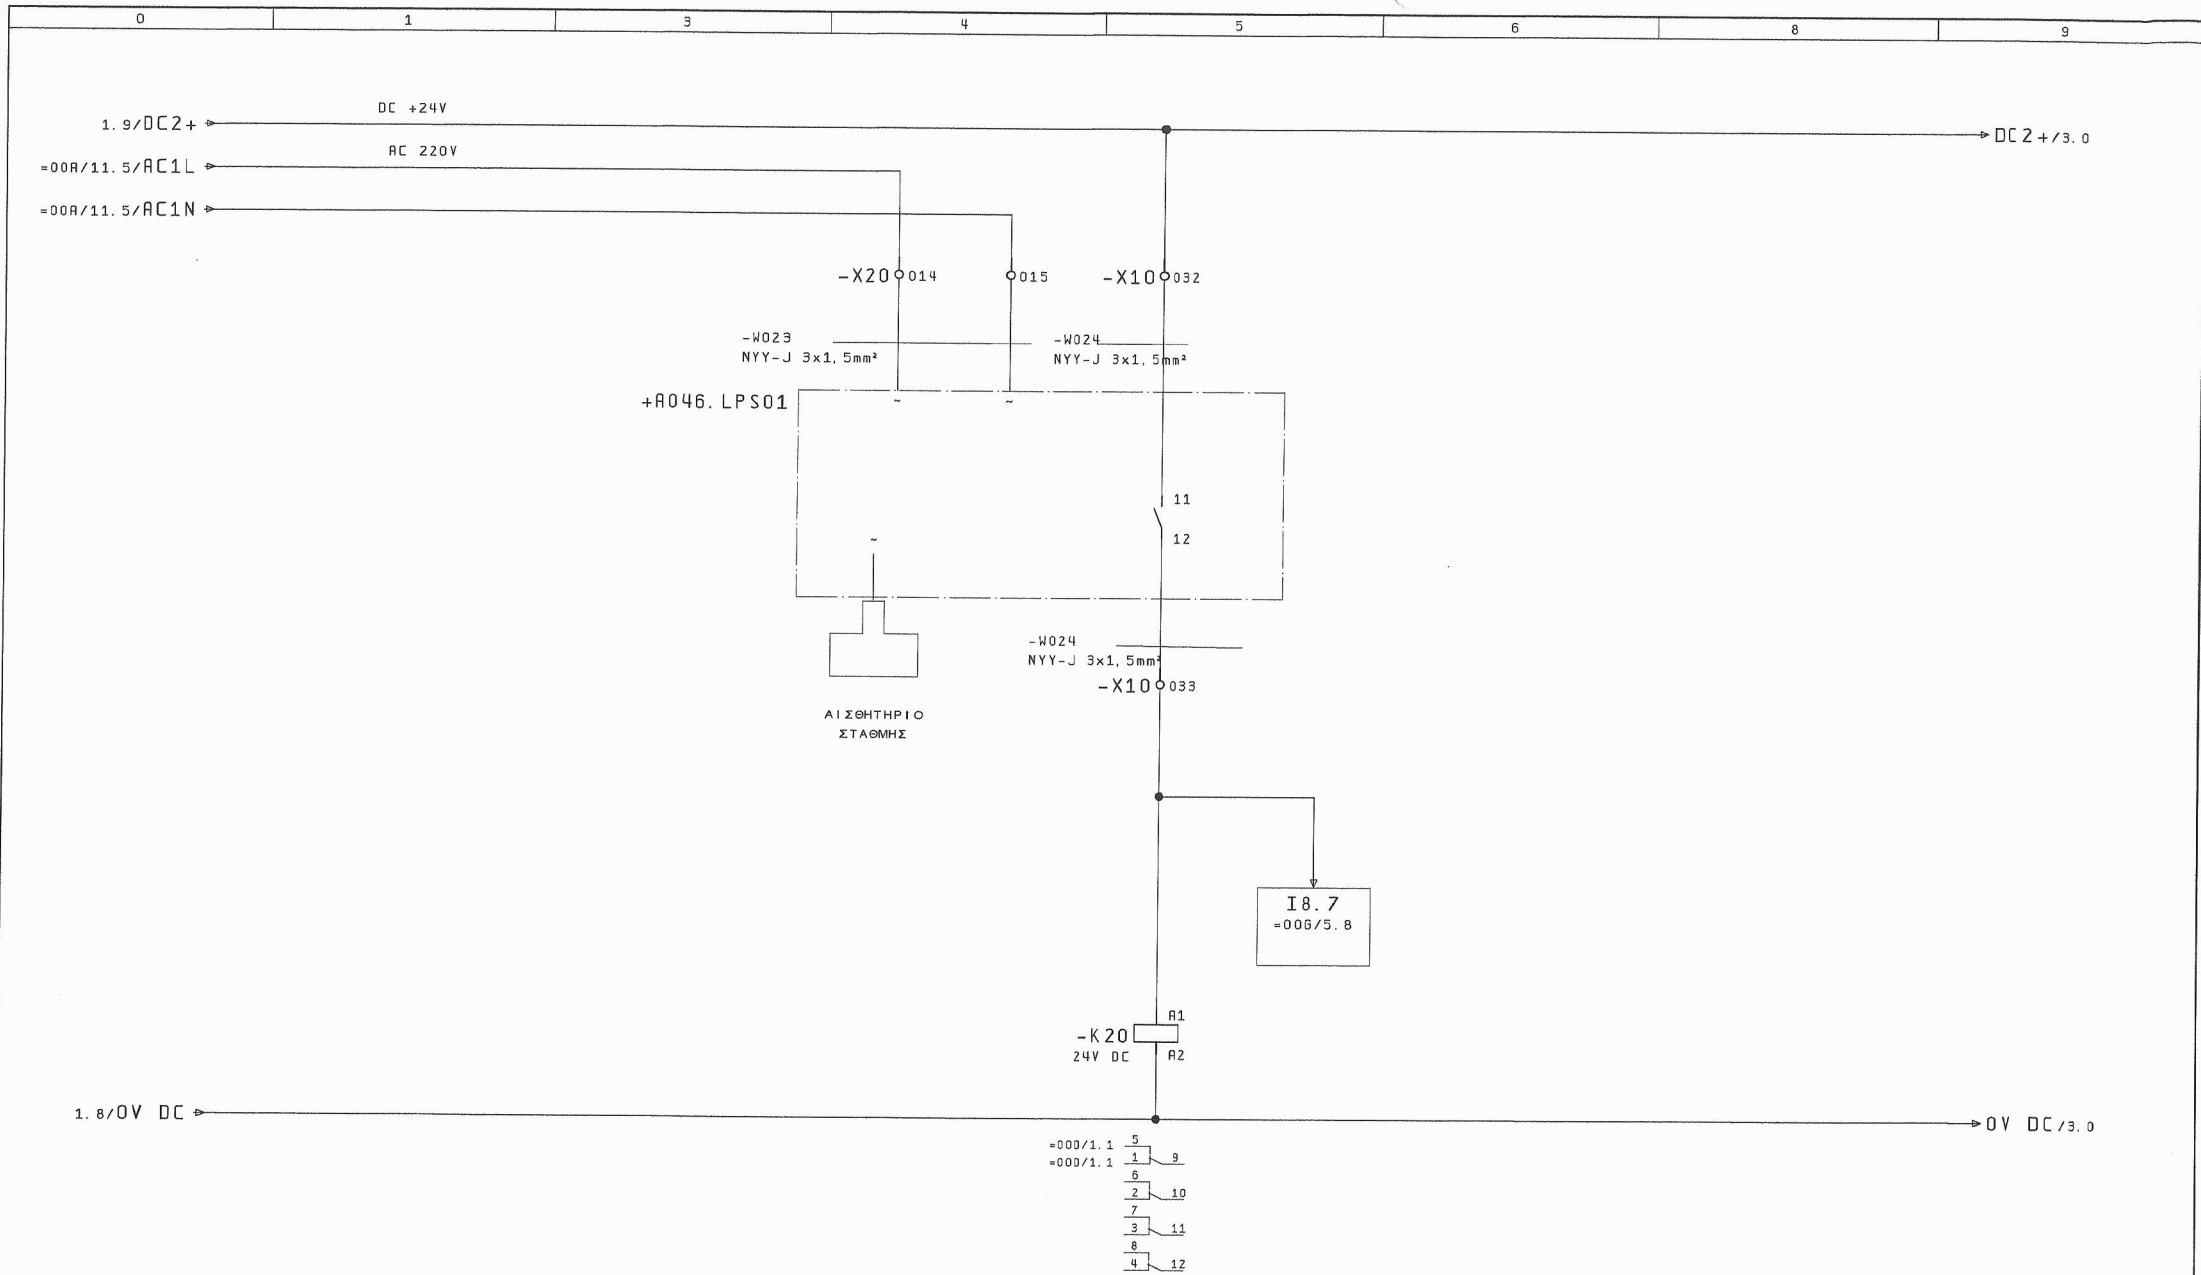 0 1 3 4 5 6 8 9
DC +24V
1.9/DC2+
DC2+/3.0
AC 220V
=00A/11.5/AC1L
=00A/11.5/AC1N
-X20 014
015
-X10 032
-W023
NYY-J 3x1,5mm²
-W024
NYY-J 3x1,5mm²
+A046.LPS01
~
~
11
12
~
-W024
NYY-J 3x1,5mm²
-X10 033
ΑΙΣΘΗΤΗΡΙΟ
ΣΤΑΘΜΗΣ
I8.7
=00G/5.8
A1
-K20
24V DC
A2
1.8/0V DC
0V DC/3.0
=00D/1.1 5
=00D/1.1 1 9
6
2 10
7
3 11
8
4 12